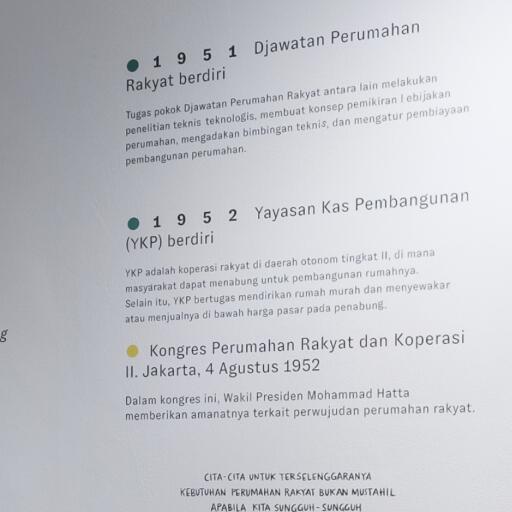 1 9 5 1 Djawatan Perumahan
Rakyat berdiri
Tugas pokok Djawatan Perumahan Rakyat antara lain melakukan
penelitian teknis teknologis, membuat konsep pemikiran l ebijakan
perumahan, mengadakan bimbingan teknis, dan mengatur pembiayaan
pembangunan perumahan.
1 9 5 2 Yayasan Kas Pembangunan
(YKP) berdiri
YKP adalah koperasi rakyat di daerah otonom tingkat II, di mana
masyarakat dapat menabung untuk pembangunan rumahnya.
Selain itu, YKP bertugas mendirikan rumah murah dan menyewakar
atau menjualnya di bawah harga pasar pada penabung.
g
Kongres Perumahan Rakyat dan Koperasi
II. Jakarta, 4 Agustus 1952
Dalam kongres ini, Wakil Presiden Mohammad Hatta
memberikan amanatnya terkait perwujudan perumahan rakyat.
CITA-CITA UNTUK TERSELENGGARANYA
KEBUTUHAN PERUMAHAN RAKYAT BUKAN MUSTAHIL
APABILA KITA SUNGGUH-SUNGGUH